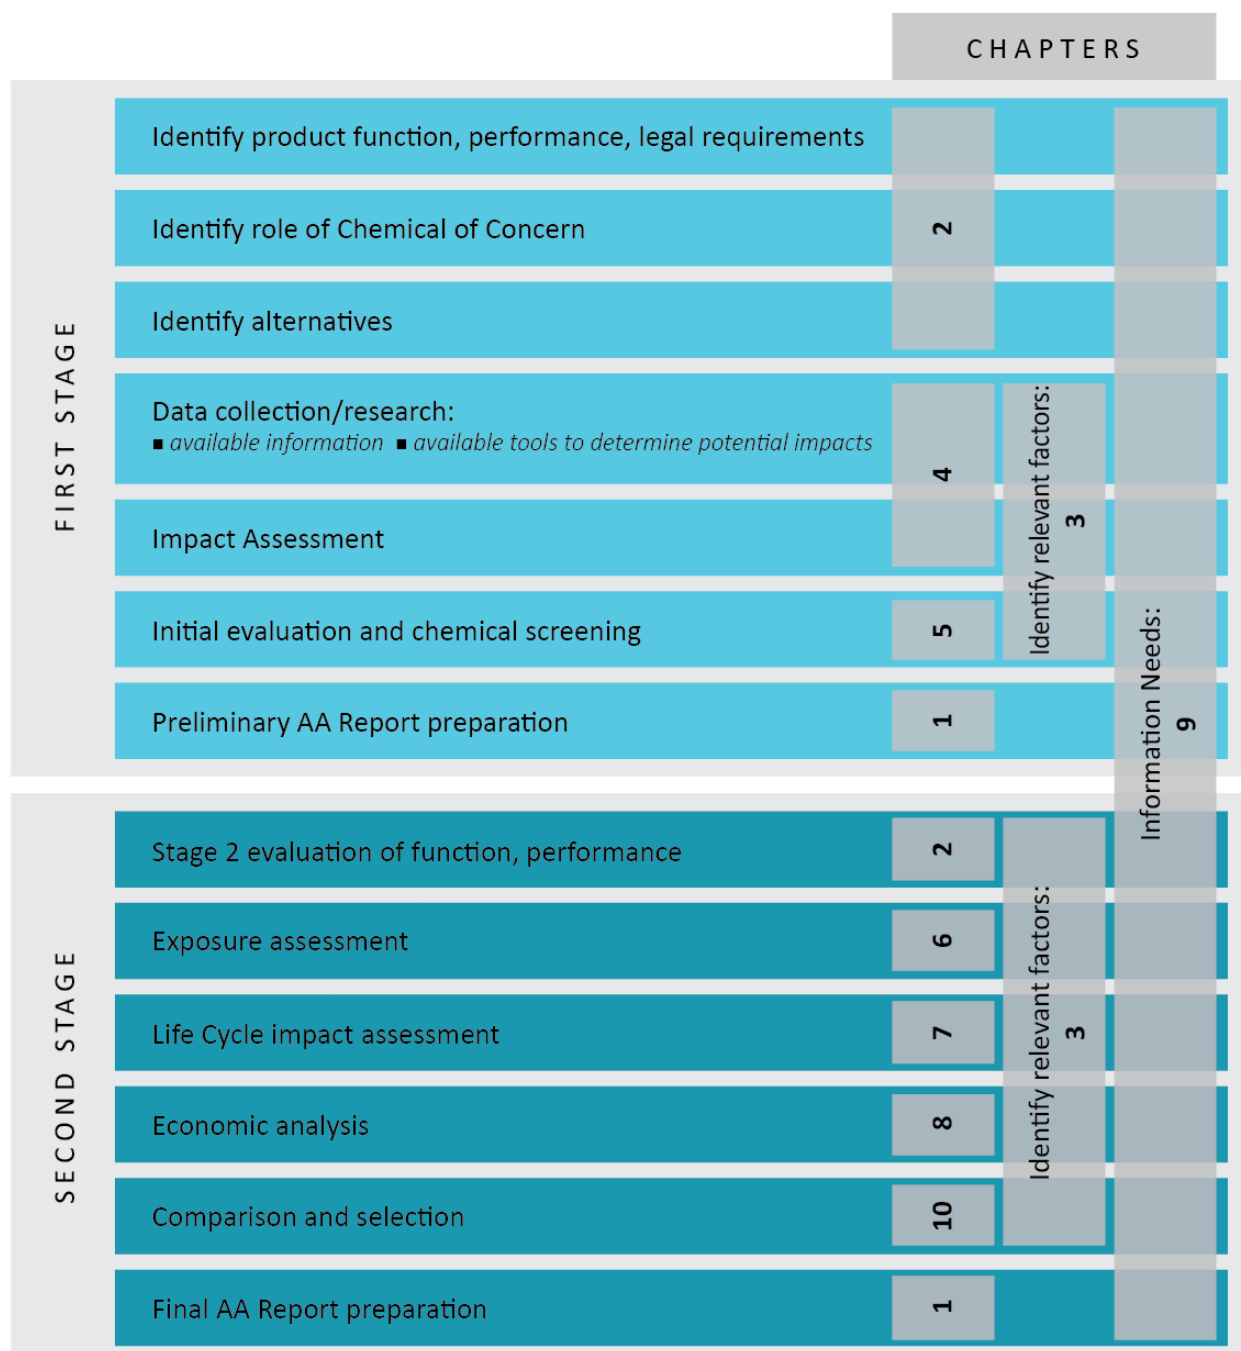 CHAPTERS
FIRST STAGE
Identify product function, performance, legal requirements
Identify role of Chemical of Concern
2
Identify alternatives
Data collection/research:
▪ available information ▪ available tools to determine potential impacts
4
Identify relevant factors:
3
Impact Assessment
Initial evaluation and chemical screening
5
Preliminary AA Report preparation
1
Information Needs:
9
SECOND STAGE
Stage 2 evaluation of function, performance
2
Exposure assessment
6
Identify relevant factors:
3
Life Cycle impact assessment
7
Economic analysis
8
Comparison and selection
10
Final AA Report preparation
1